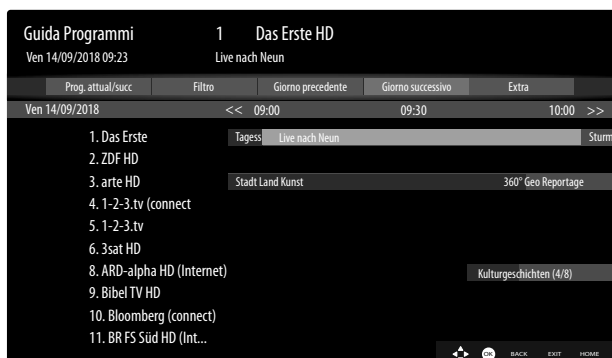 Guida Programmi 1 Das Erste HD
Ven 14/09/2018 09:23 Live nach Neun
Prog. attual/succ Filtro Giorno precedente Giorno successivo Extra
Ven 14/09/2018 << 09:00 09:30 10:00 >>
1. Das Erste Tagess Live nach Neun Sturm
2. ZDF HD
3. arte HD Stadt Land Kunst 360° Geo Reportage
4. 1-2-3.tv (connect
5. 1-2-3.tv
6. 3sat HD
8. ARD-alpha HD (Internet) Kulturgeschichten (4/8)
9. Bibel TV HD
10. Bloomberg (connect)
11. BR FS Süd HD (Int...
OK BACK EXIT HOME